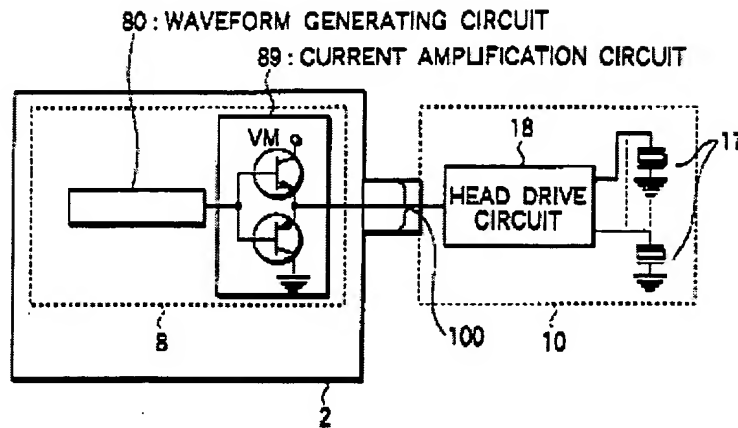 80 : WAVEFORM GENERATING CIRCUIT
89 : CURRENT AMPLIFICATION CIRCUIT
VM
18
17
HEAD DRIVE
CIRCUIT
8
100
10
2